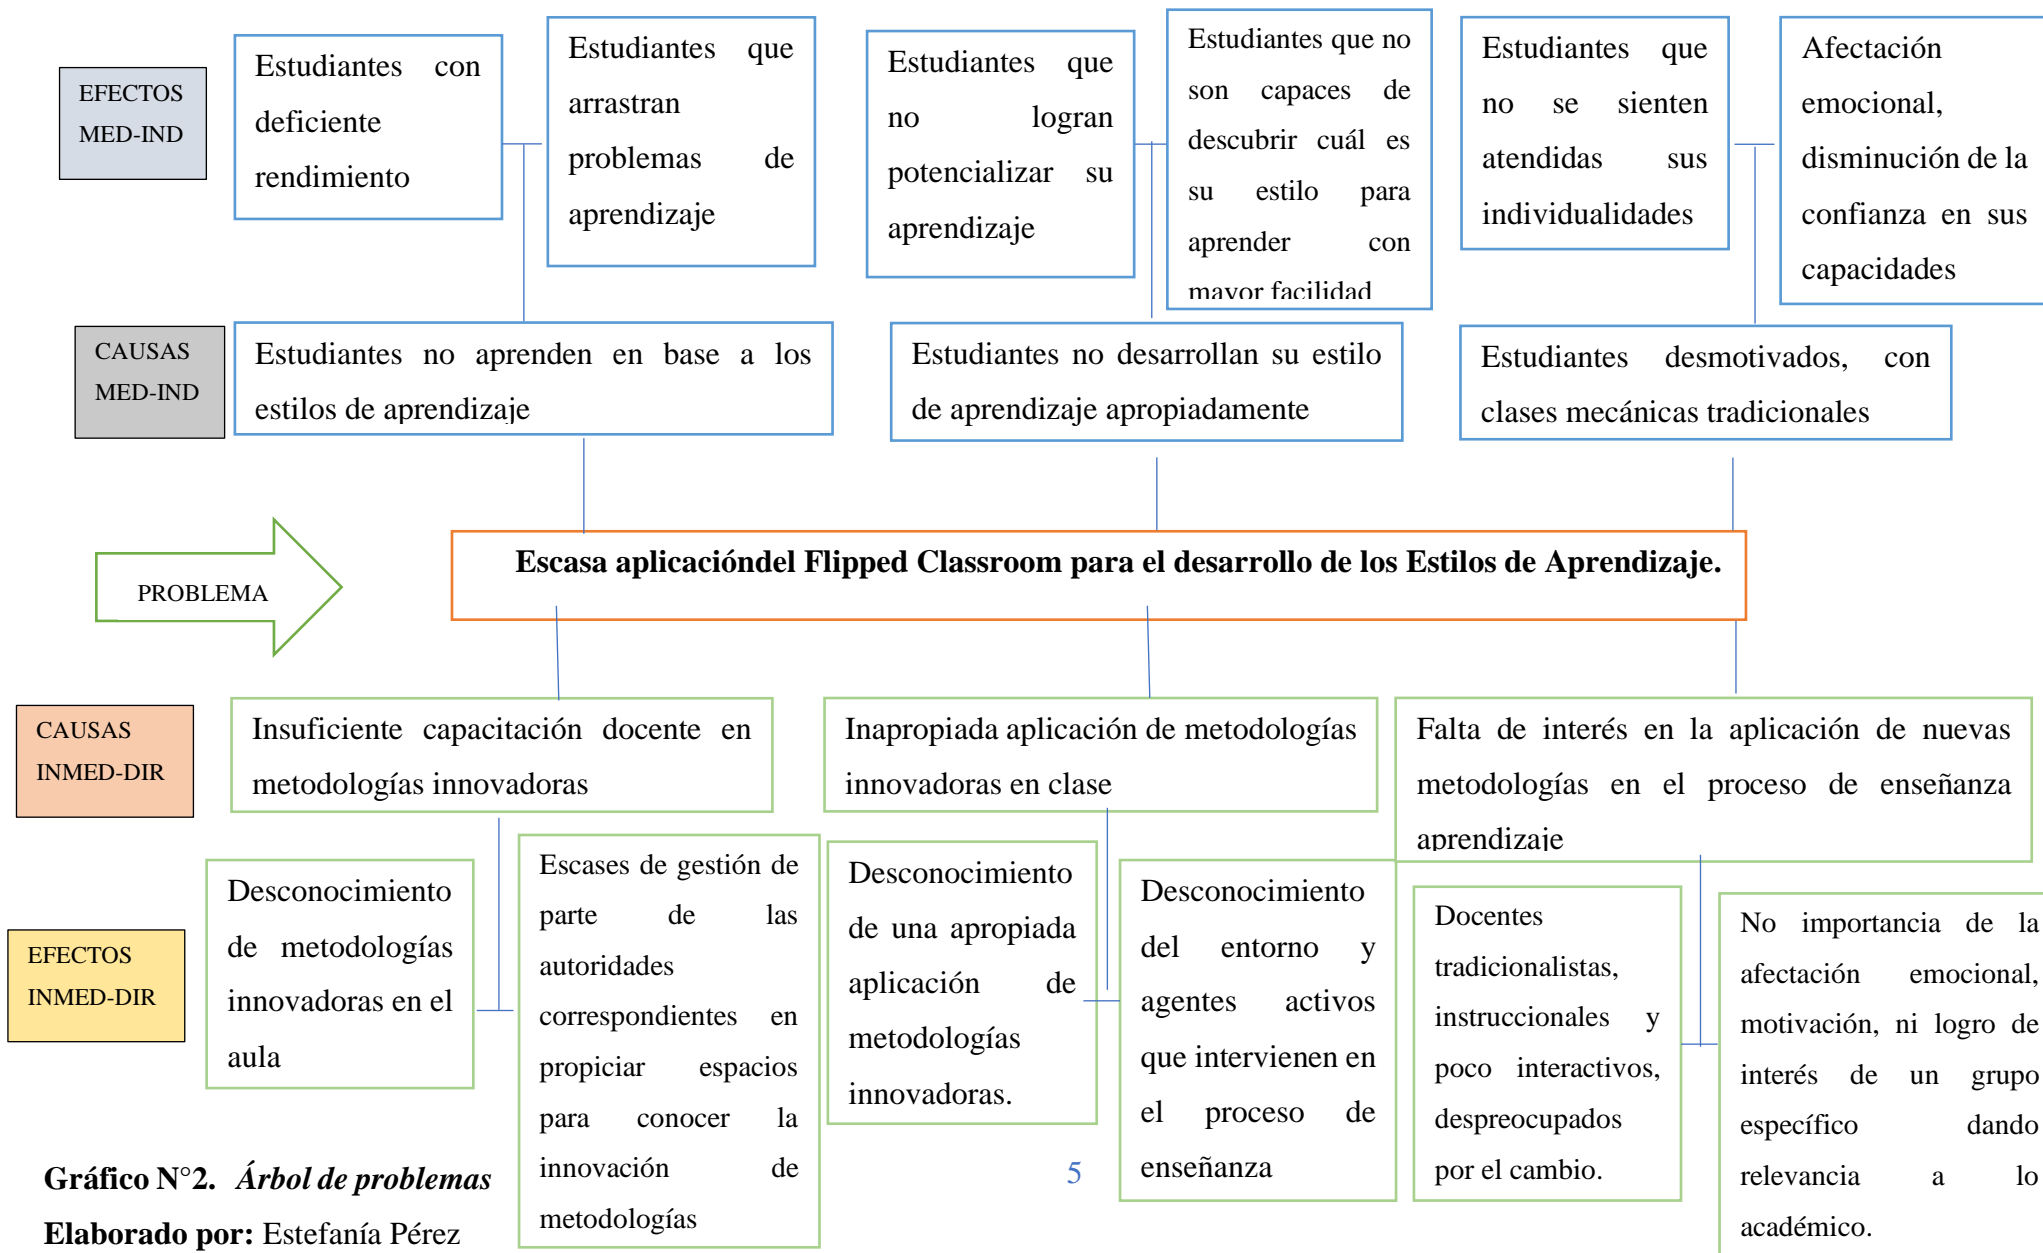 EFECTOS
MED-IND
Estudiantes con
deficiente
rendimiento
Estudiantes que
arrastran
problemas de
aprendizaje
Estudiantes que
no logran
potencializar su
aprendizaje
Estudiantes que no
son capaces de
descubrir cuál es
su estilo para
aprender con
mayor facilidad
Estudiantes que
no se sienten
atendidas sus
individualidades
Afectación
emocional,
disminución de la
confianza en sus
capacidades
CAUSAS
MED-IND
Estudiantes no aprenden en base a los
estilos de aprendizaje
Estudiantes no desarrollan su estilo
de aprendizaje apropiadamente
Estudiantes desmotivados, con
clases mecánicas tradicionales
PROBLEMA
Escasa aplicacióndel Flipped Classroom para el desarrollo de los Estilos de Aprendizaje.
CAUSAS
INMED-DIR
Insuficiente capacitación docente en
metodologías innovadoras
Inapropiada aplicación de metodologías
innovadoras en clase
Falta de interés en la aplicación de nuevas
metodologías en el proceso de enseñanza
aprendizaje
EFECTOS
INMED-DIR
Desconocimiento
de metodologías
innovadoras en el
aula
Escases de gestión de
parte de las
autoridades
correspondientes en
propiciar espacios
para conocer la
innovación de
metodologías
Desconocimiento
de una apropiada
aplicación de
metodologías
innovadoras.
Desconocimiento
del entorno y
agentes activos
que intervienen en
el proceso de
enseñanza
Docentes
tradicionalistas,
instruccionales y
poco interactivos,
despreocupados
por el cambio.
No importancia de la
afectación emocional,
motivación, ni logro de
interés de un grupo
específico dando
relevancia a lo
académico.
Gráfico N°2. Árbol de problemas
Elaborado por: Estefanía Pérez
5